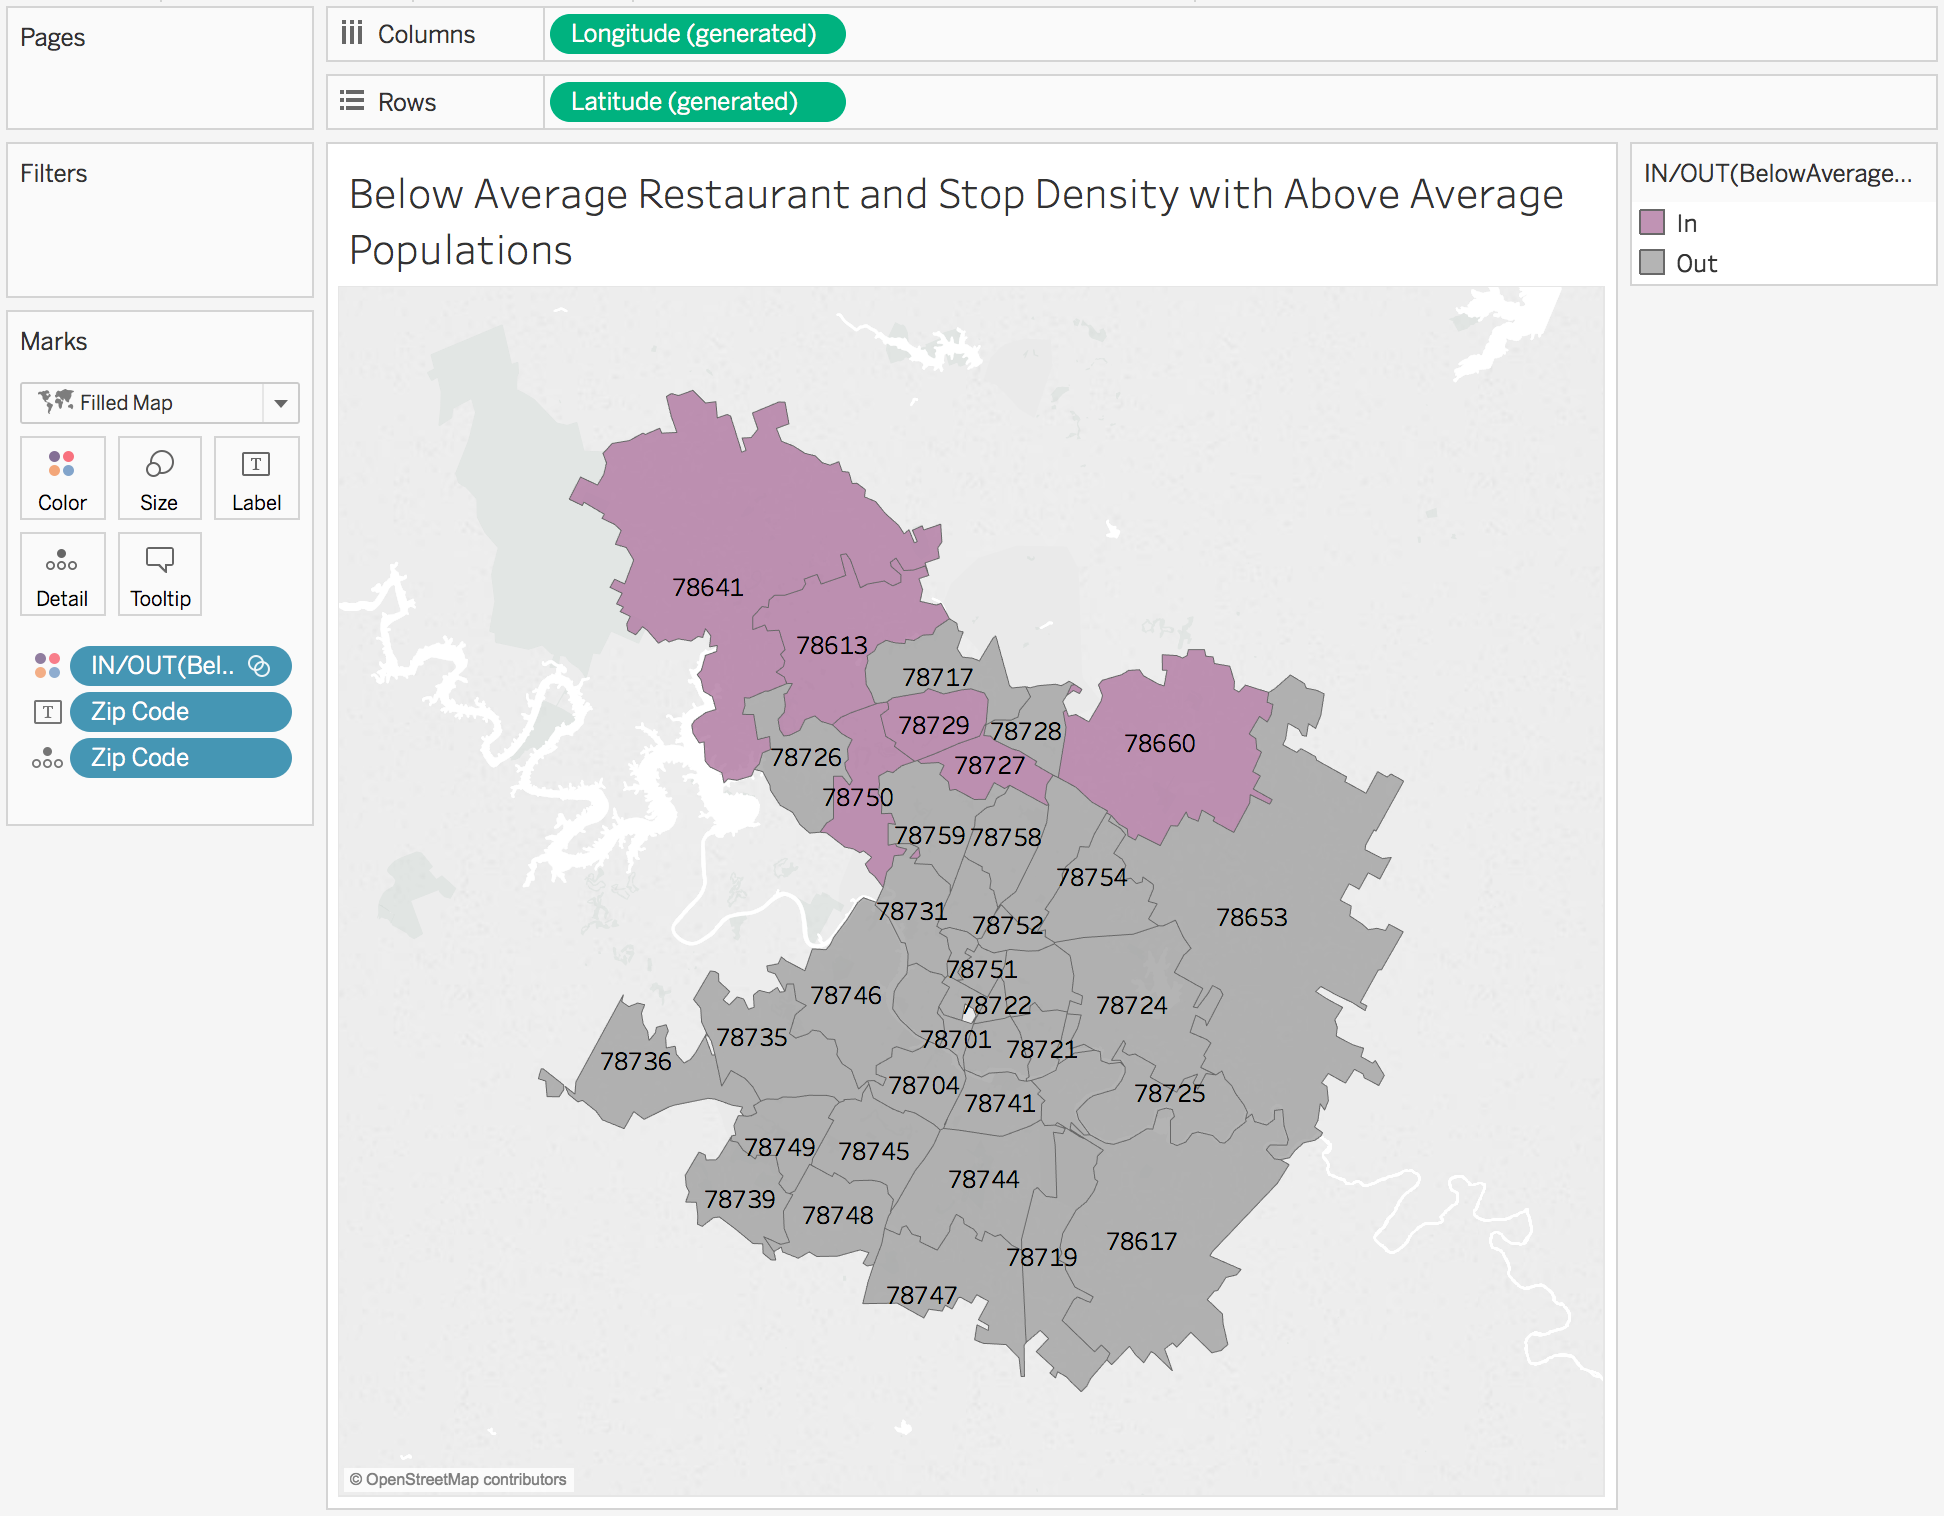 Pages
Columns
Longitude (generated)
Rows
Latitude (generated)
Filters
Marks
Filled Map
Color
Size
Label
Detail
Tooltip
IN/OUT(Bel..
Zip Code
Zip Code
Below Average Restaurant and Stop Density with Above Average
Populations
78641
78613
78717
78729
78728
78660
78726
78727
78750
78759
78758
78754
78731
78752
78653
78751
78746
78722
78724
78735
78701
78721
78736
78704
78741
78725
78749
78745
78744
78739
78748
78617
78719
78747
© OpenStreetMap contributors
IN/OUT(BelowAverage...
In
Out